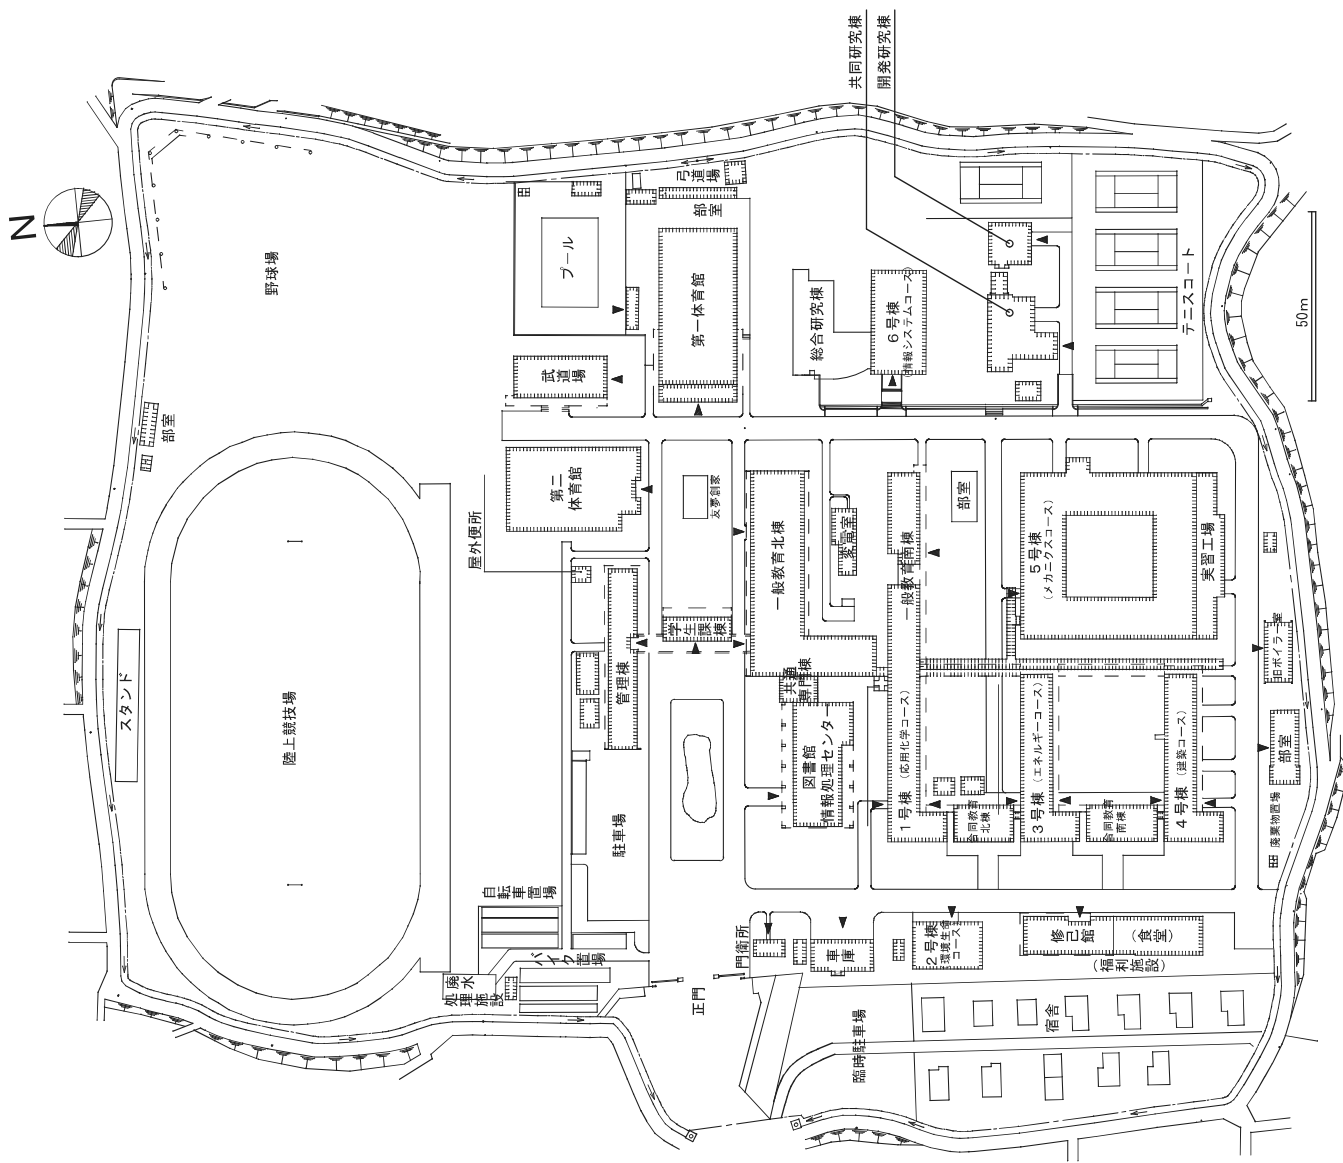 N
共同研究棟
開発研究棟
野球場
プール
弓道場
部室
第一体育館
武道場
総合研究棟
6号棟
(情報システムコース)
テニスコート
50m
部室
第二
体育館
屋外便所
友夢創家
スタンド
陸上競技場
管理棟
学生課棟
一般教育北棟
変電室
一般教育南棟
部室
5号棟
(メカニクスコース)
実習工場
旧ボイラー室
共通
専門棟
図書館
情報処理センター
1号棟(応用化学コース)
合同教育
北棟
3号棟(エネルギーコース)
合同教育
南棟
4号棟(建築コース)
部室
廃棄物置場
駐車場
自転車置場
バイク置場
廃水
処理施設
正門
門衛所
車庫
2号棟
(環境生命
コース)
修己館
(食堂)
(福利施設)
臨時駐車場
宿舎